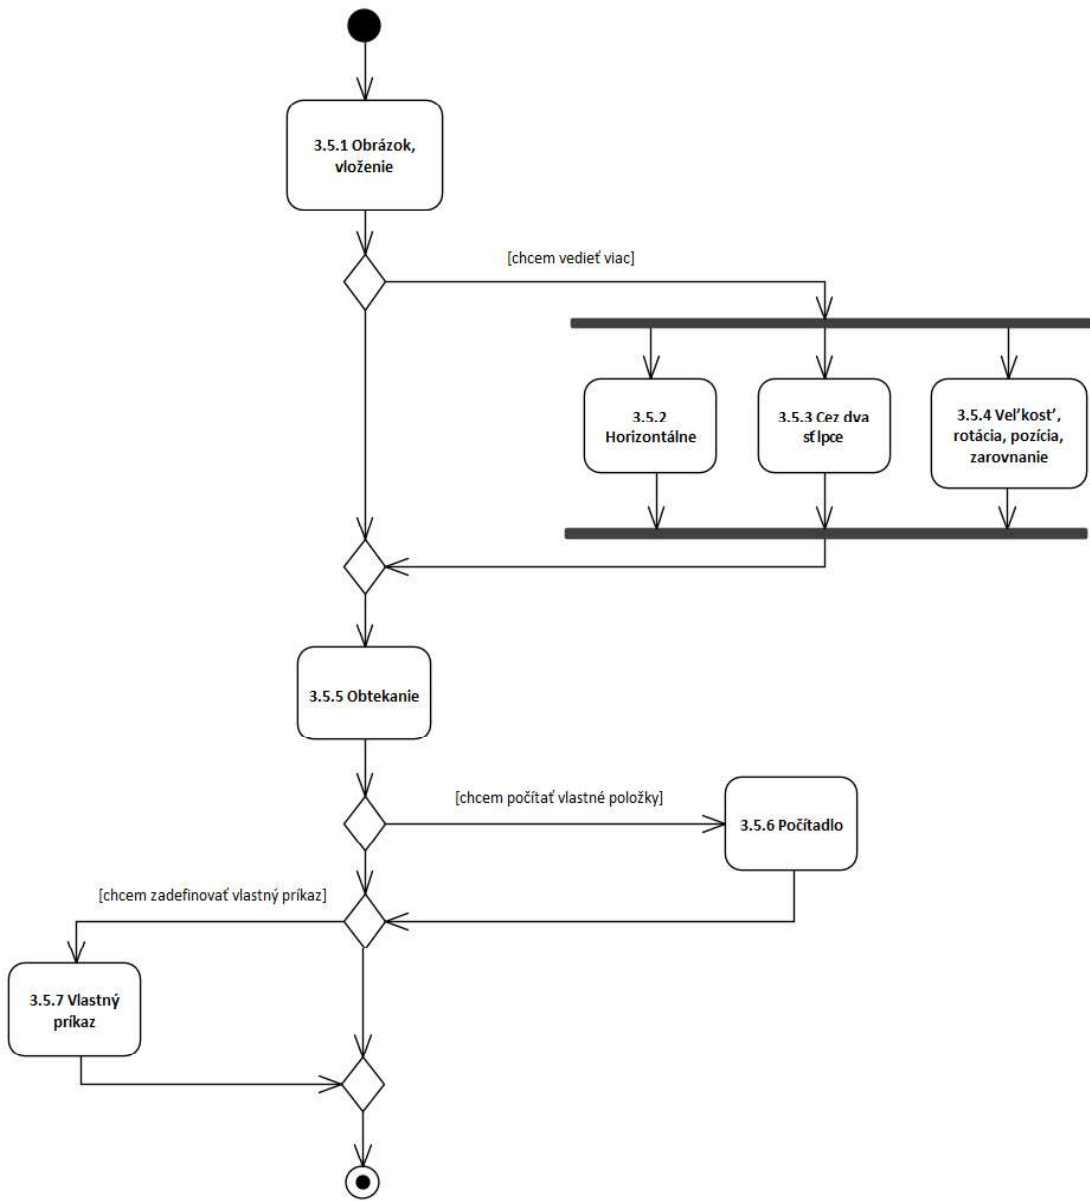 3.5.1 Obrázok,
vloženie
[chcem vedieť viac]
3.5.2
Horizontálne
3.5.3 Cez dva
stĺpce
3.5.4 Veľkosť,
rotácia, pozícia,
zarovnanie
3.5.5 Obtekanie
[chcem počítať vlastné položky]
3.5.6 Počítadlo
[chcem zadefinovať vlastný príkaz]
3.5.7 Vlastný
príkaz